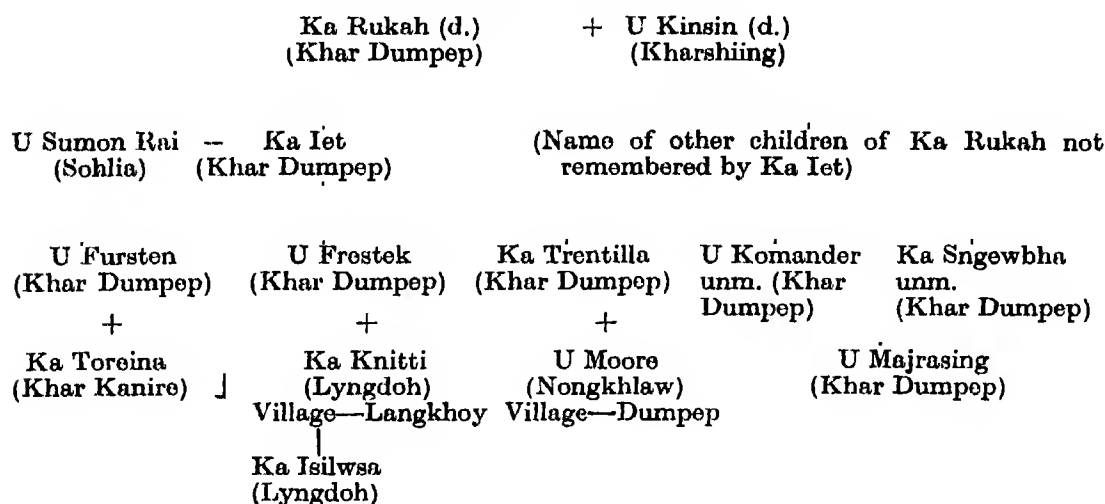 Ka Rukah (d.) + U Kinsin (d.)
(Khar Dumpep) (Kharshiing)
U Sumon Rai – Ka Iet (Name of other children of Ka Rukah not
(Sohlia) (Khar Dumpep) remembered by Ka Iet)
U Fursten U Frestek Ka Trentilla U Komander Ka Sngewbha
(Khar Dumpep) (Khar Dumpep) (Khar Dumpep) unm. (Khar unm.
+ + + Dumpep) (Khar Dumpep)
Ka Toreina Ka Knitti U Moore U Majrasing
(Khar Kanire) (Lyngdoh) (Nongkhlaw) (Khar Dumpep)
Village—Langkhoy Village—Dumpep
Ka Isilwsa
(Lyngdoh)